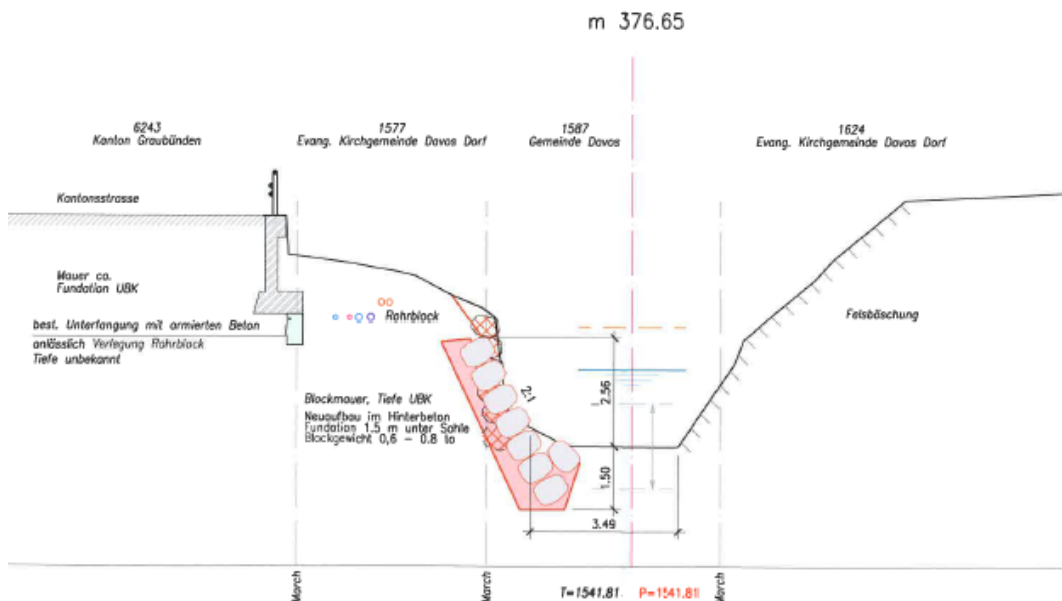 m 376.65
6243
Kanton Graubünden
1577
Evang. Kirchgemeinde Davos Dorf
1587
Gemeinde Davos
1624
Evang. Kirchgemeinde Davos Dorf
Kantonsstrasse
Mauer ca.
Fundation UBK
best. Unterfangung mit armierten Beton
anlässlich Verlegung Rohrblock
Tiefe unbekannt
Rohrblock
Felsböschung
Blockmauer, Tiefe UBK
Neuaufbau im Hinterbeton
Fundation 1.5 m unter Sohle
Blockgewicht 0,6 - 0.8 to
2:1
2.56
1.50
3.49
March
March
March
T=1541.81 P=1541.81